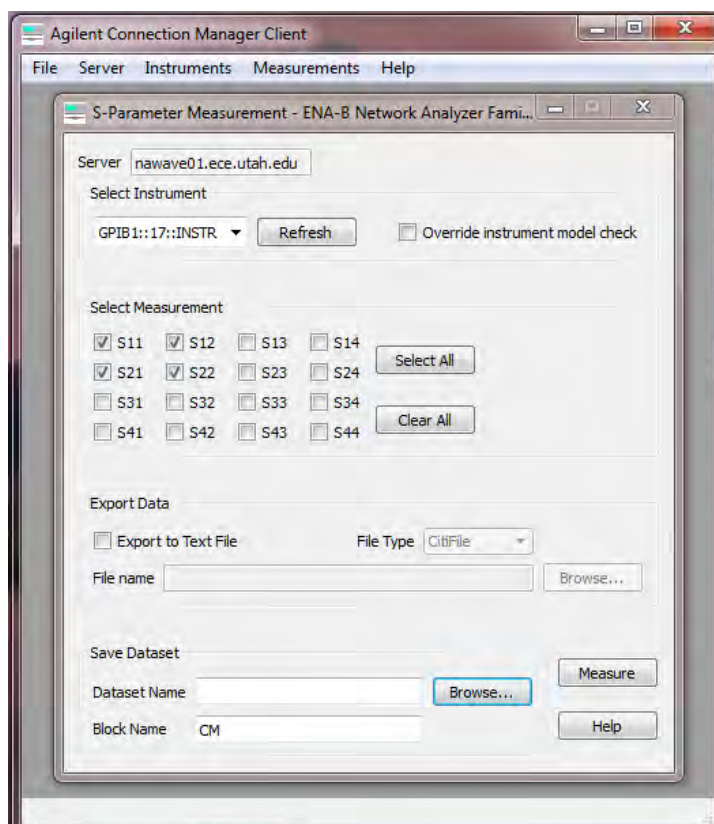 Agilent Connection Manager Client
File Server Instruments Measurements Help
S-Parameter Measurement - ENA-B Network Analyzer Fami...
Server nawave01.ece.utah.edu
Select Instrument
GPIB1::17::INSTR Refresh Override instrument model check
Select Measurement
S11 S12 S13 S14
S21 S22 S23 S24
Select All
S31 S32 S33 S34
S41 S42 S43 S44
Clear All
Export Data
Export to Text File File Type CitiFile
File name Browse...
Save Dataset
Measure
Dataset Name Browse...
Block Name CM Help